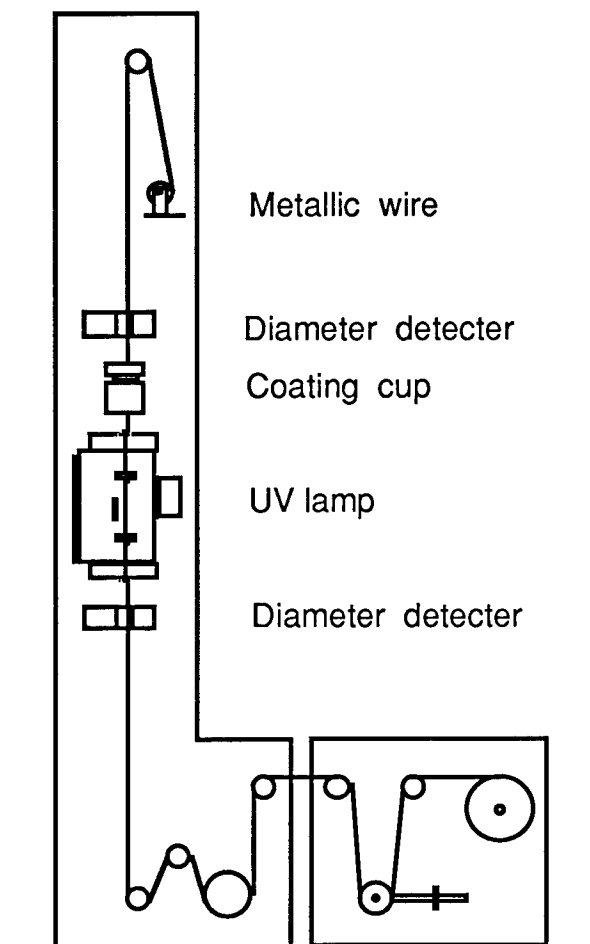 Metallic wire
Diameter detecter
Coating cup
UV lamp
Diameter detecter